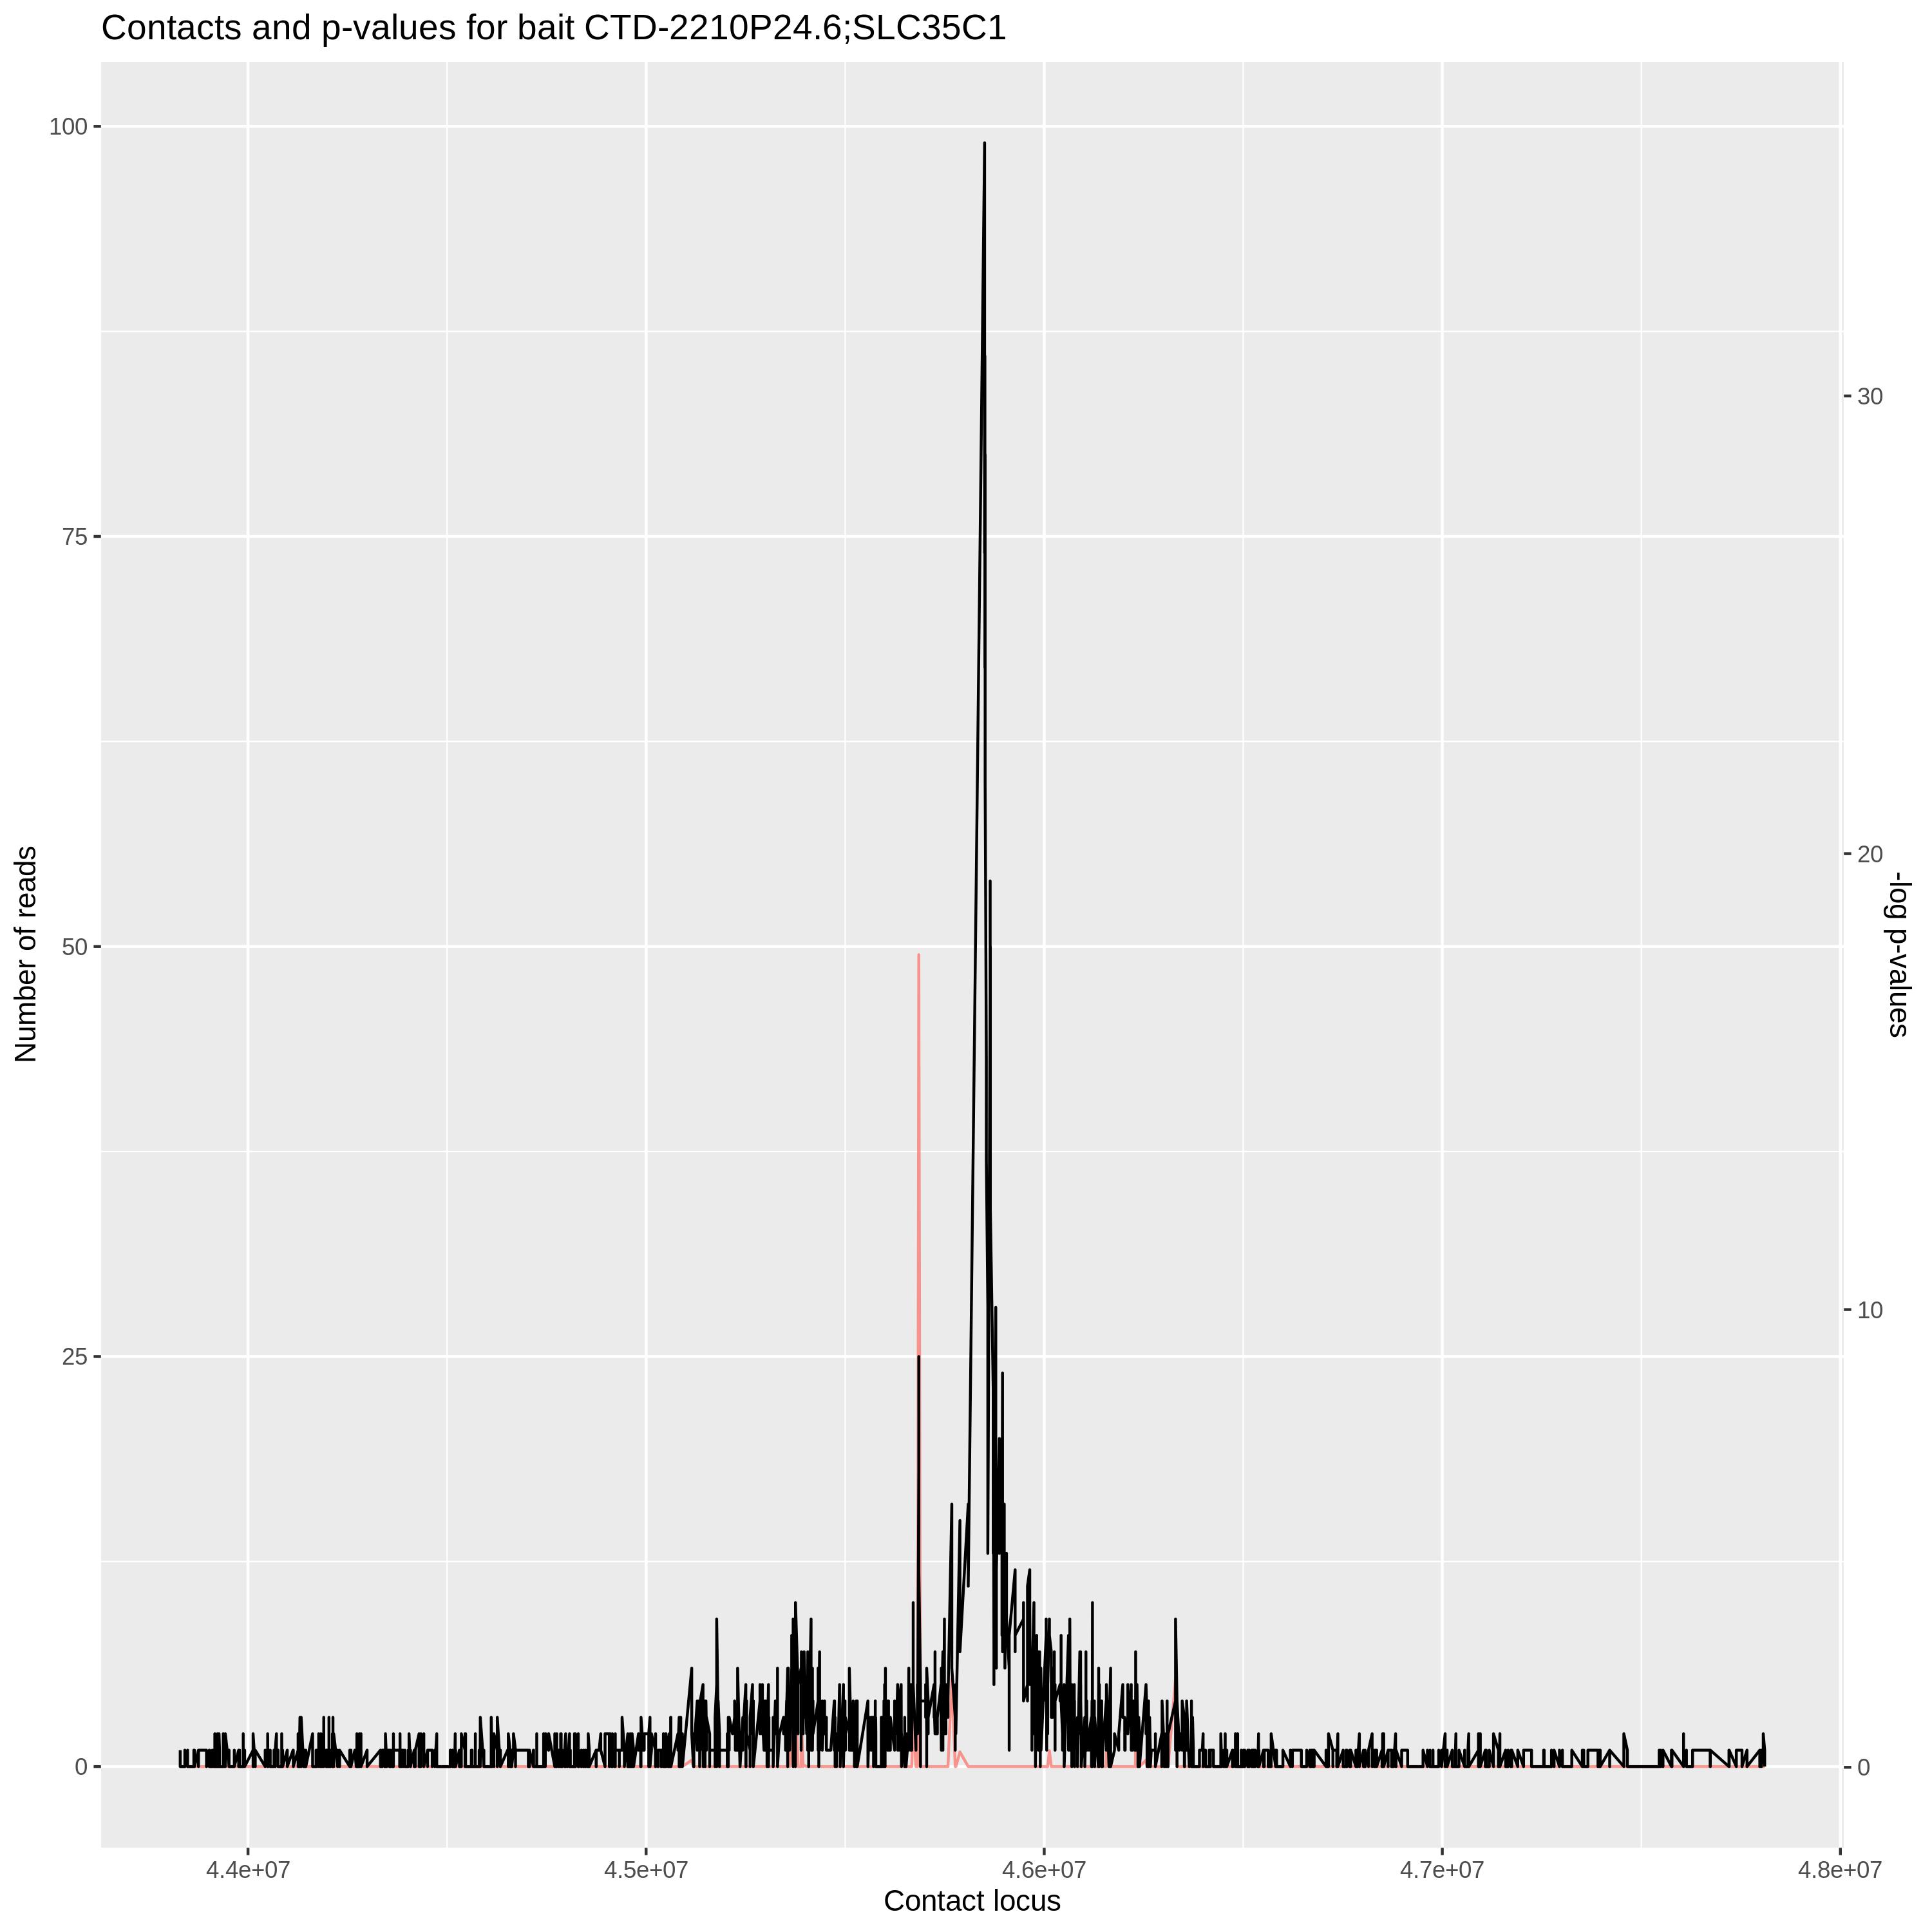 Contacts and p-values for bait CTD-2210P24.6;SLC35C1
100
75
50
25
0
Number of reads
30
20
10
0
-log p-values
4.4e+07
4.5e+07
4.6e+07
4.7e+07
4.8e+07
Contact locus